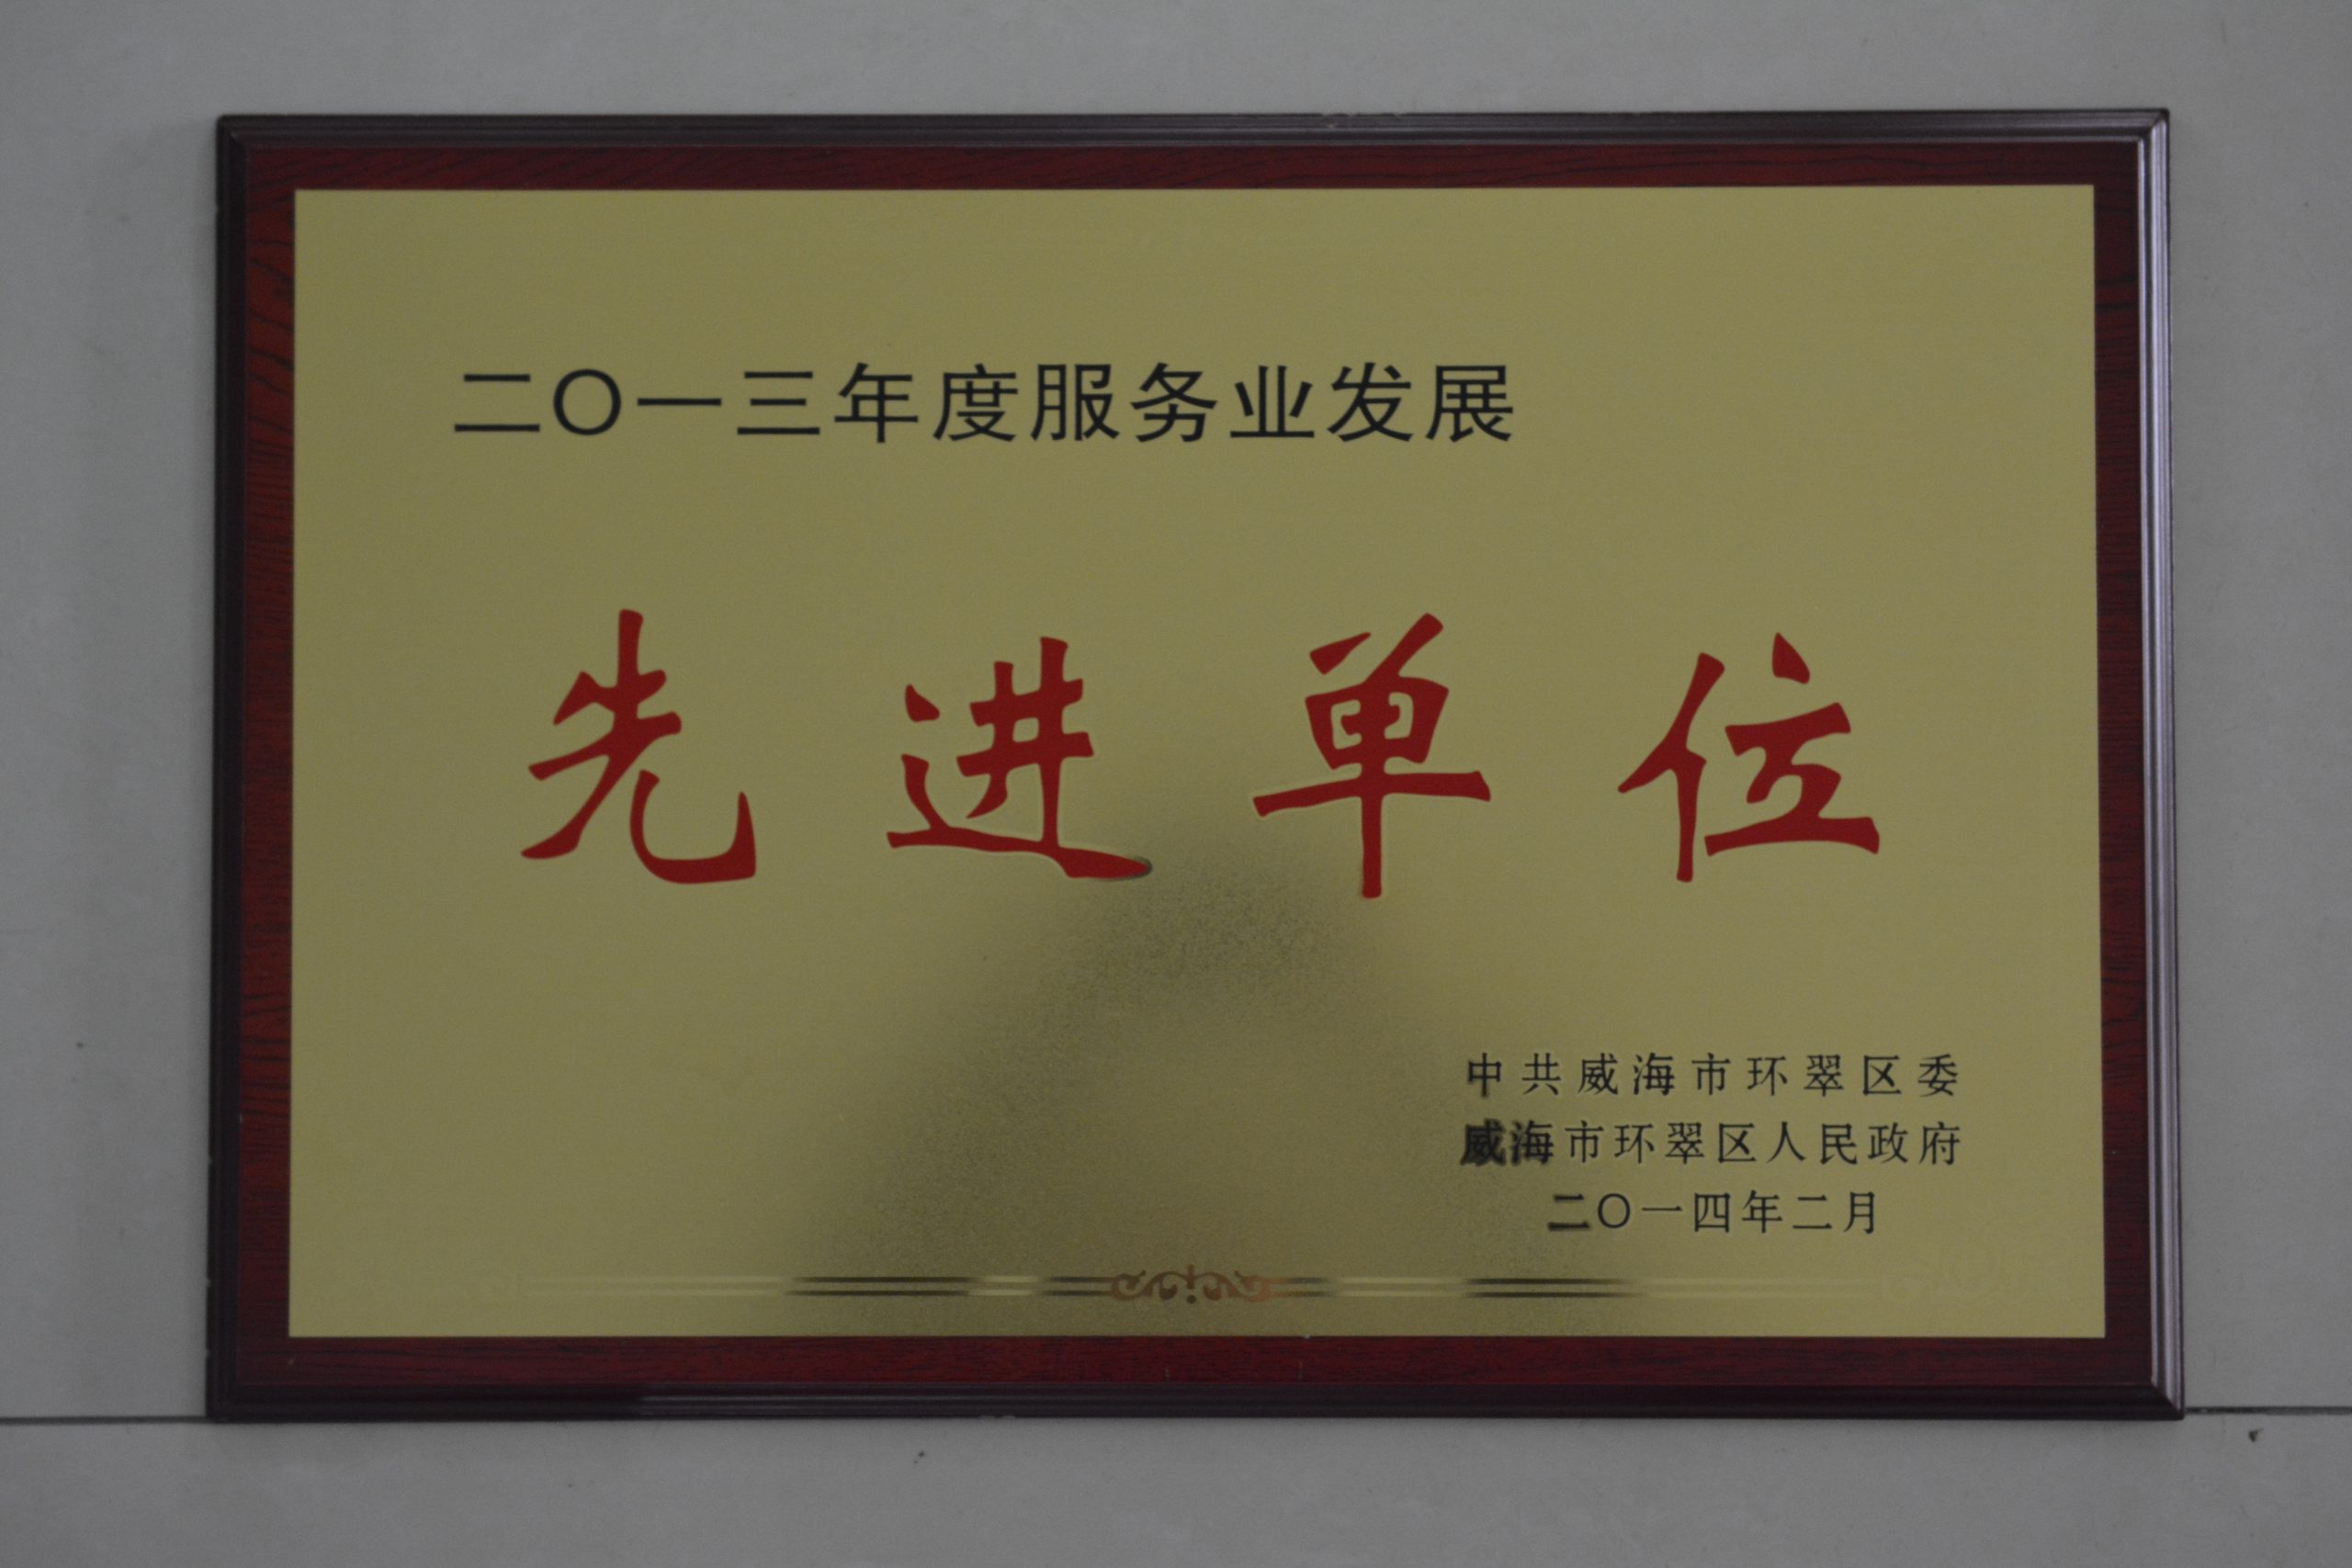 二〇一三年度服务业发展
先进单位
中共威海市环翠区委
威海市环翠区人民政府
二〇一四年二月